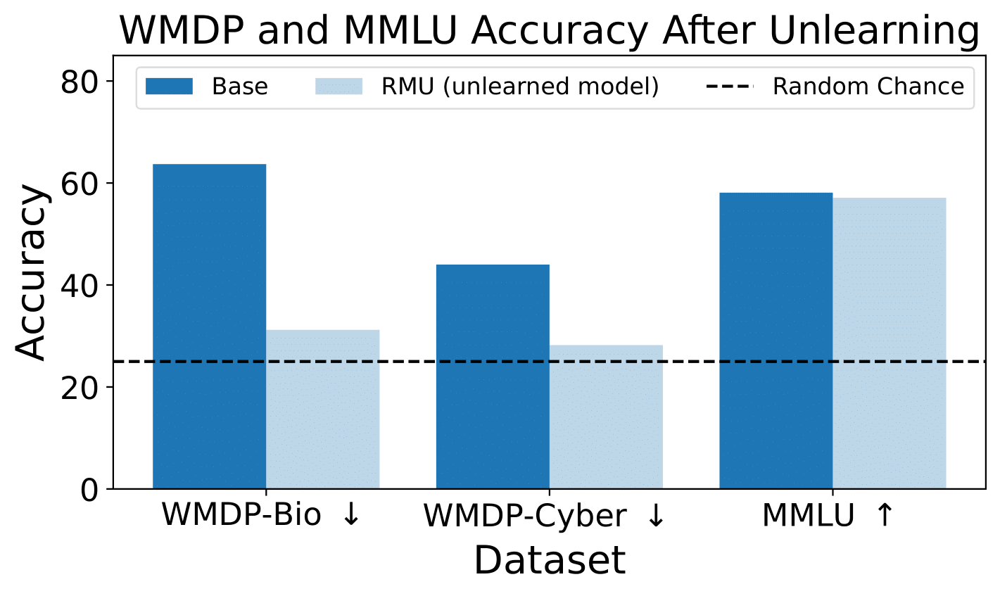 WMDP and MMLU Accuracy After Unlearning
Base
RMU (unlearned model)
Random Chance
Accuracy
80
60
40
20
0
WMDP-Bio ↓
WMDP-Cyber ↓
MMLU ↑
Dataset